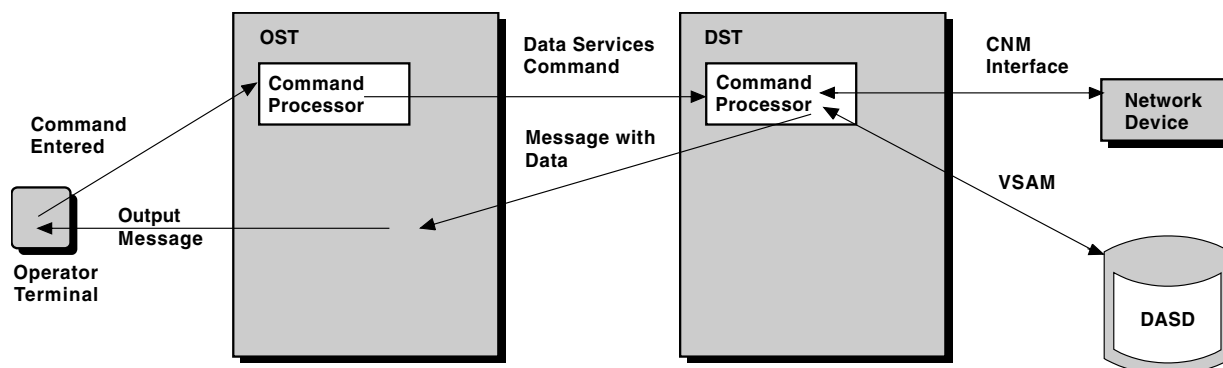 OST
Command
Processor
Data Services
Command
DST
Command
Processor
CNM
Interface
Network
Device
Command
Entered
Message with
Data
VSAM
Output
Message
Operator
Terminal
DASD